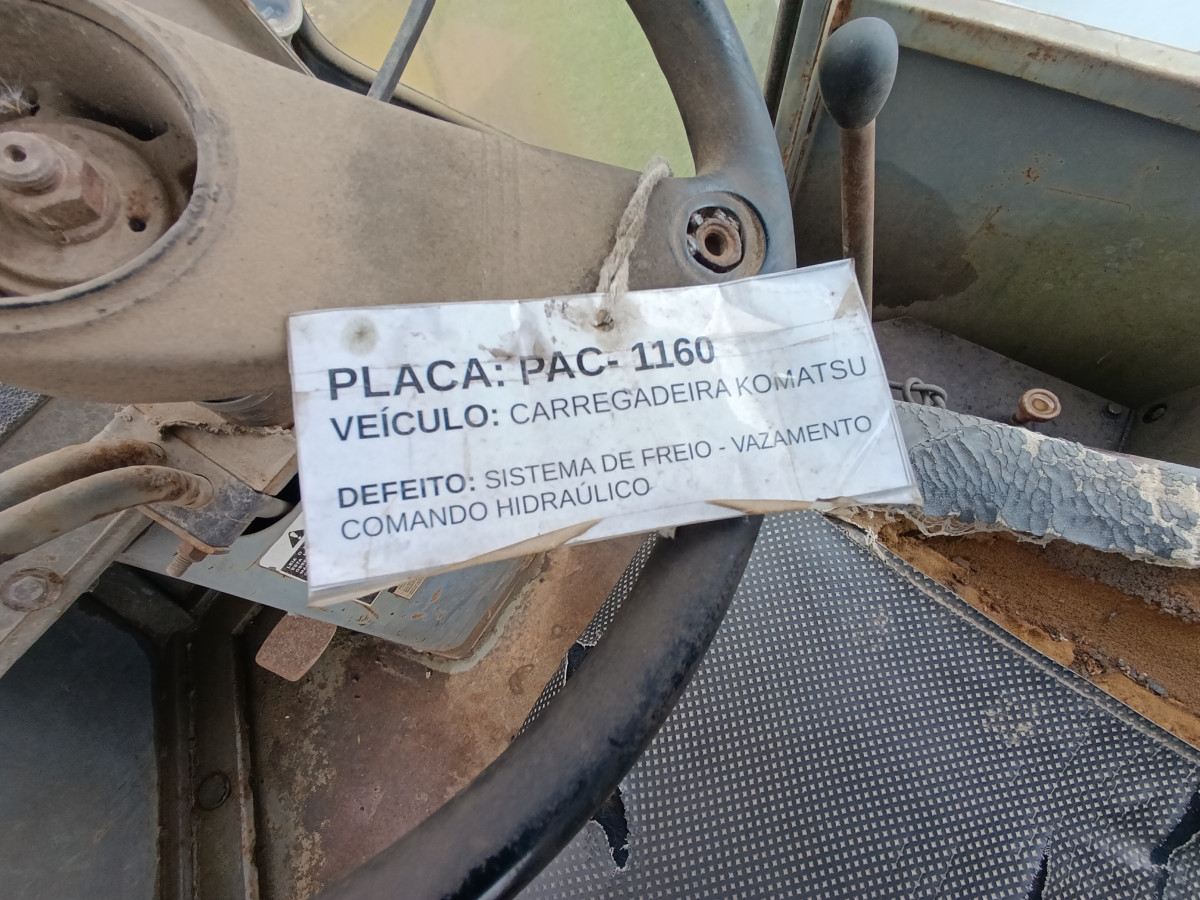 PLACA: PAC- 1160
VEÍCULO: CARREGADEIRA KOMATSU
DEFEITO: SISTEMA DE FREIO - VAZAMENTO
COMANDO HIDRAÚLICO